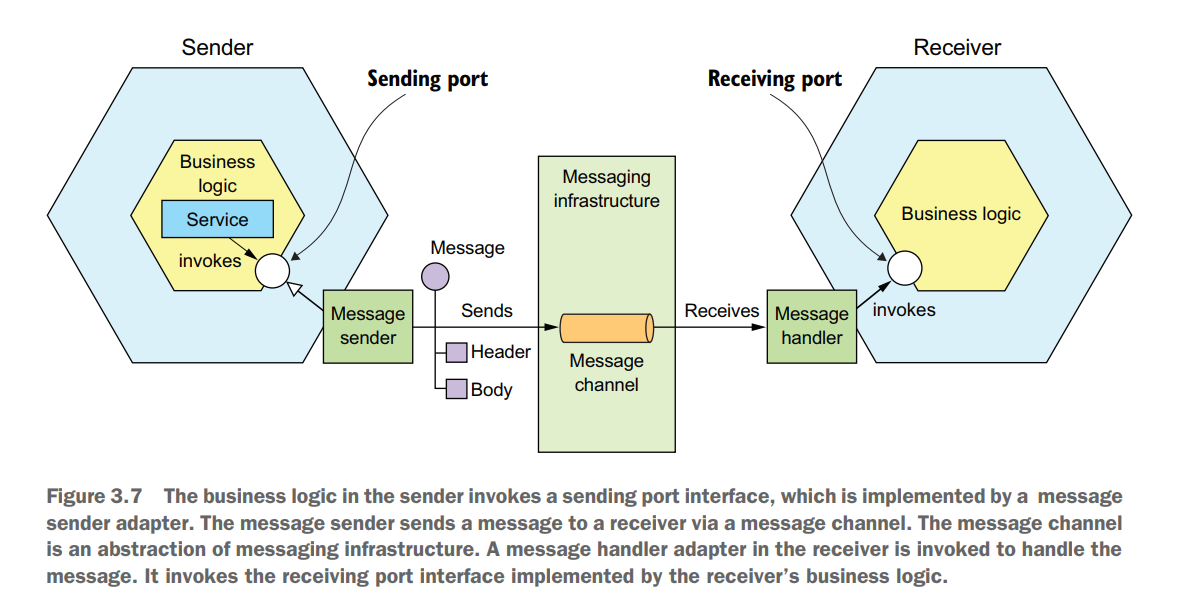 Sender
Receiver
Sending port
Receiving port
Business
logic
Service
invokes
Message
sender
Message
Sends
Header
Body
Messaging
infrastructure
Message
channel
Receives
Message
handler
invokes
Business logic
Figure 3.7 The business logic in the sender invokes a sending port interface, which is implemented by a message
sender adapter. The message sender sends a message to a receiver via a message channel. The message channel
is an abstraction of messaging infrastructure. A message handler adapter in the receiver is invoked to handle the
message. It invokes the receiving port interface implemented by the receiver’s business logic.